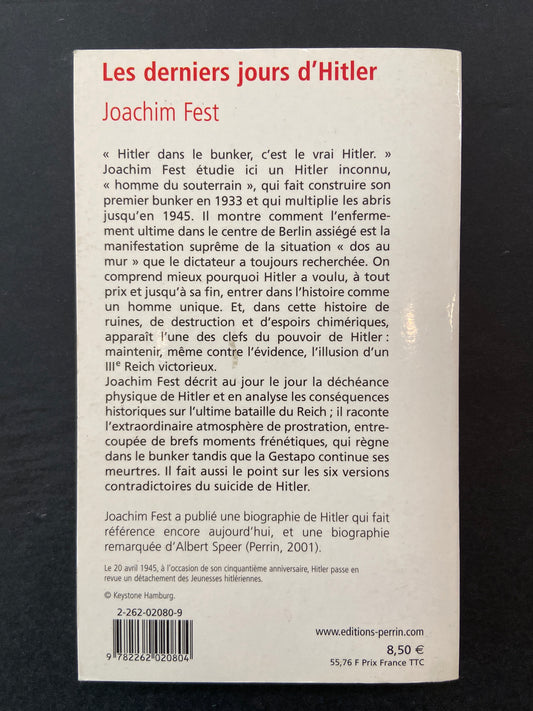 Les derniers jours d'Hitler
Joachim Fest
« Hitler dans le bunker, c'est le vrai Hitler. »
Joachim Fest étudie ici un Hitler inconnu,
« homme du souterrain », qui fait construire son
premier bunker en 1933 et qui multiplie les abris
jusqu'en 1945. Il montre comment l'enferme-
ment ultime dans le centre de Berlin assiégé est la
manifestation suprême de la situation « dos au
mur » que le dictateur a toujours recherchée. On
comprend mieux pourquoi Hitler a voulu, à tout
prix et jusqu'à sa fin, entrer dans l'histoire comme
un homme unique. Et, dans cette histoire de
ruines, de destruction et d'espoirs chimériques,
apparaît l'une des clefs du pouvoir de Hitler :
maintenir, même contre l'évidence, l'illusion d'un
IIIe Reich victorieux.
Joachim Fest décrit au jour le jour la déchéance
physique de Hitler et en analyse les conséquences
historiques sur l'ultime bataille du Reich ; il raconte
l'extraordinaire atmosphère de prostration, entre-
coupée de brefs moments frénétiques, qui règne
dans le bunker tandis que la Gestapo continue ses
meurtres. Il fait aussi le point sur les six versions
contradictoires du suicide de Hitler.
Joachim Fest a publié une biographie de Hitler qui fait
référence encore aujourd'hui, et une biographie
remarquée d'Albert Speer (Perrin, 2001).
Le 20 avril 1945, à l'occasion de son cinquantième anniversaire, Hitler passe en
revue un détachement des Jeunesses hitlériennes.
© Keystone Hamburg.
2-262-02080-9
9 782262 020804
www.editions-perrin.com
8,50 €
55,76 F Prix France TTC